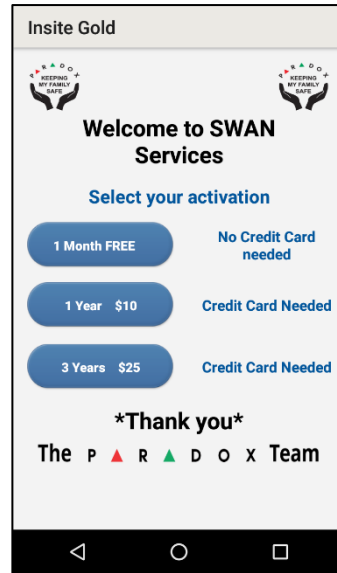 Insite Gold
PARADOX
KEEPING
MY FAMILY
SAFE
PARADOX
KEEPING
MY FAMILY
SAFE
Welcome to SWAN
Services
Select your activation
1 Month FREE
No Credit Card
needed
1 Year $10
Credit Card Needed
3 Years $25
Credit Card Needed
*Thank you*
The PARADOX Team